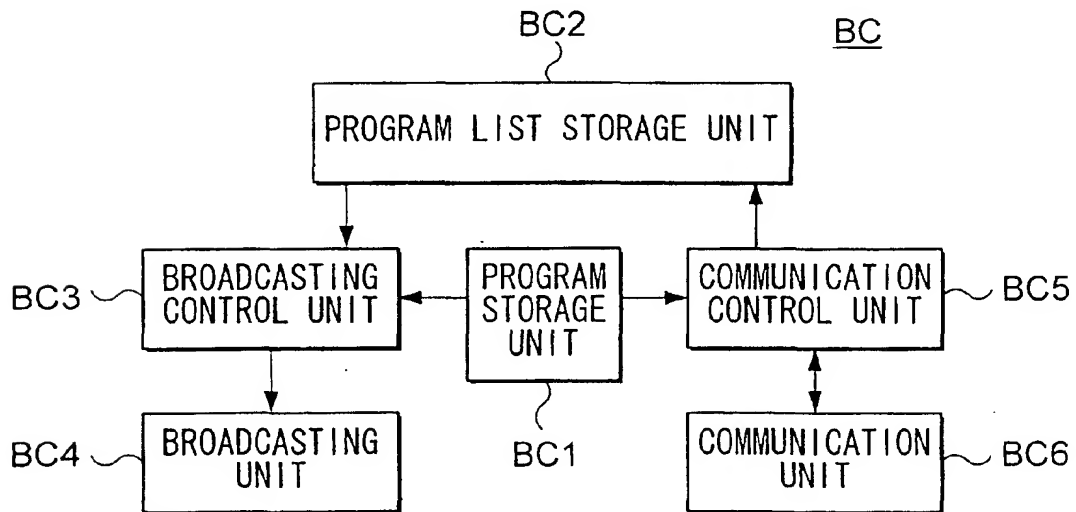 BC2
BC
PROGRAM LIST STORAGE UNIT
BC3
BROADCASTING
CONTROL UNIT
PROGRAM
STORAGE
UNIT
COMMUNICATION
CONTROL UNIT
BC5
BC4
BROADCASTING
UNIT
BC1
COMMUNICATION
UNIT
BC6